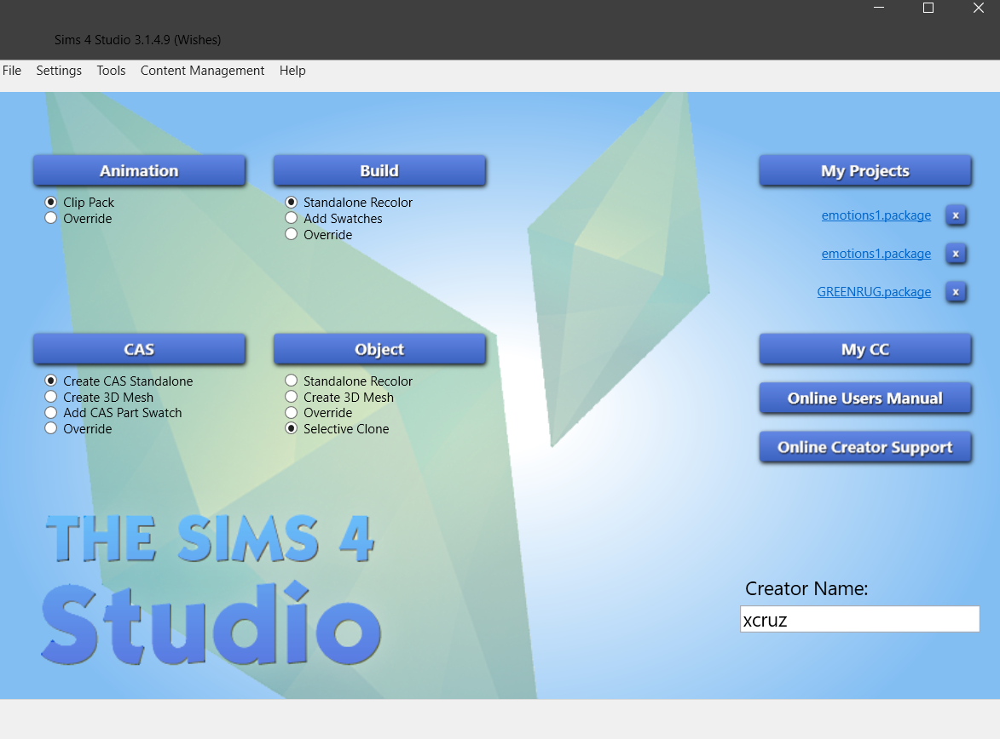 Sims 4 Studio 3.1.4.9 (Wishes)
File Settings Tools Content Management Help
Animation
Clip Pack
Override
Build
Standalone Recolor
Add Swatches
Override
My Projects
emotions1.package x
emotions1.package x
GREENRUG.package x
CAS
Create CAS Standalone
Create 3D Mesh
Add CAS Part Swatch
Override
Object
Standalone Recolor
Create 3D Mesh
Override
Selective Clone
My CC
Online Users Manual
Online Creator Support
THE SIMS 4
Studio
Creator Name:
xcruz